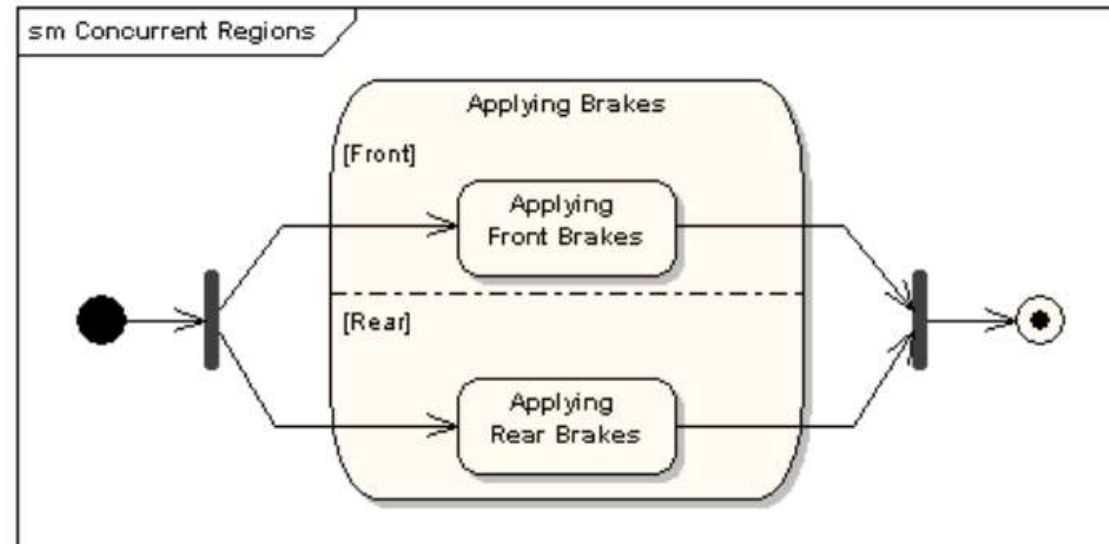 sm Concurrent Regions
Applying Brakes
[Front]
Applying
Front Brakes
[Rear]
Applying
Rear Brakes